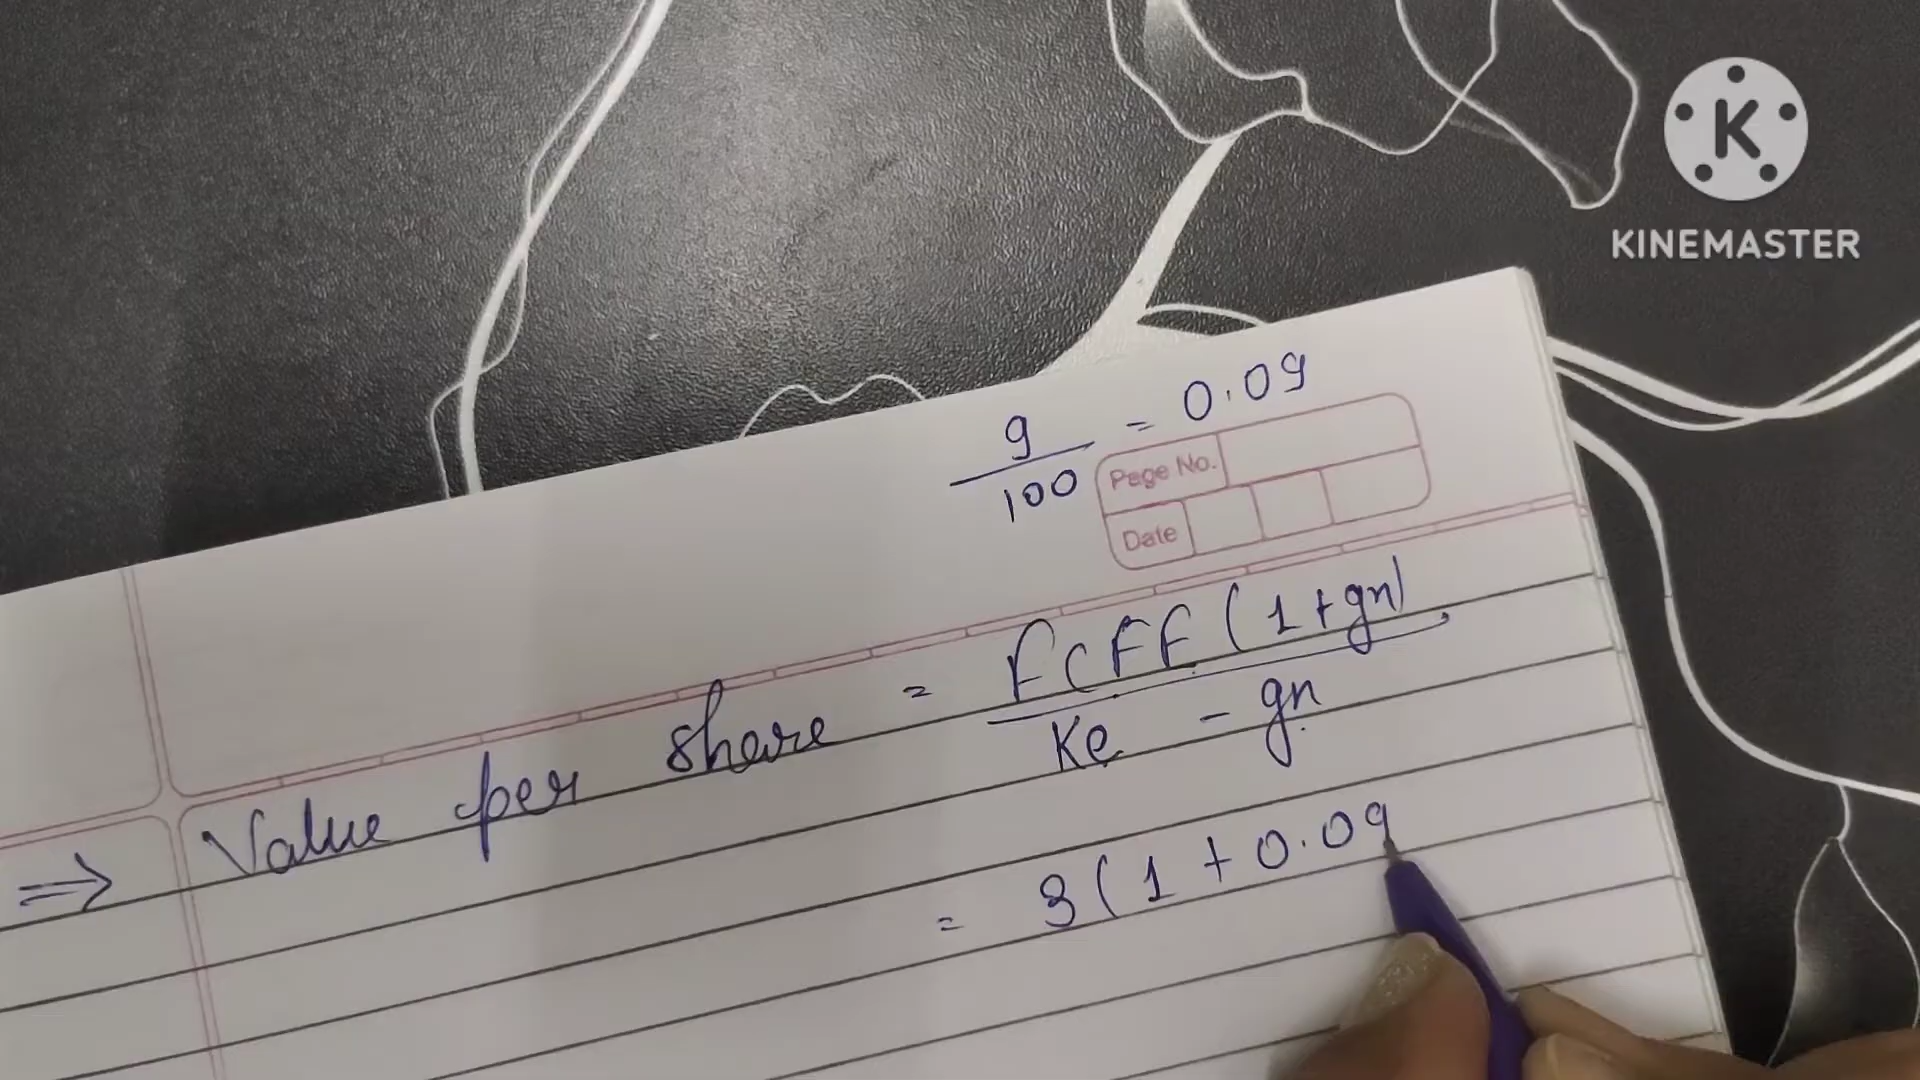 K
KINEMASTER
9/100 = 0.09
Page No.
Date
⇒ Value per share = FCFF (1 + gn) / Ke - gn
= 3 ( 1 + 0.09